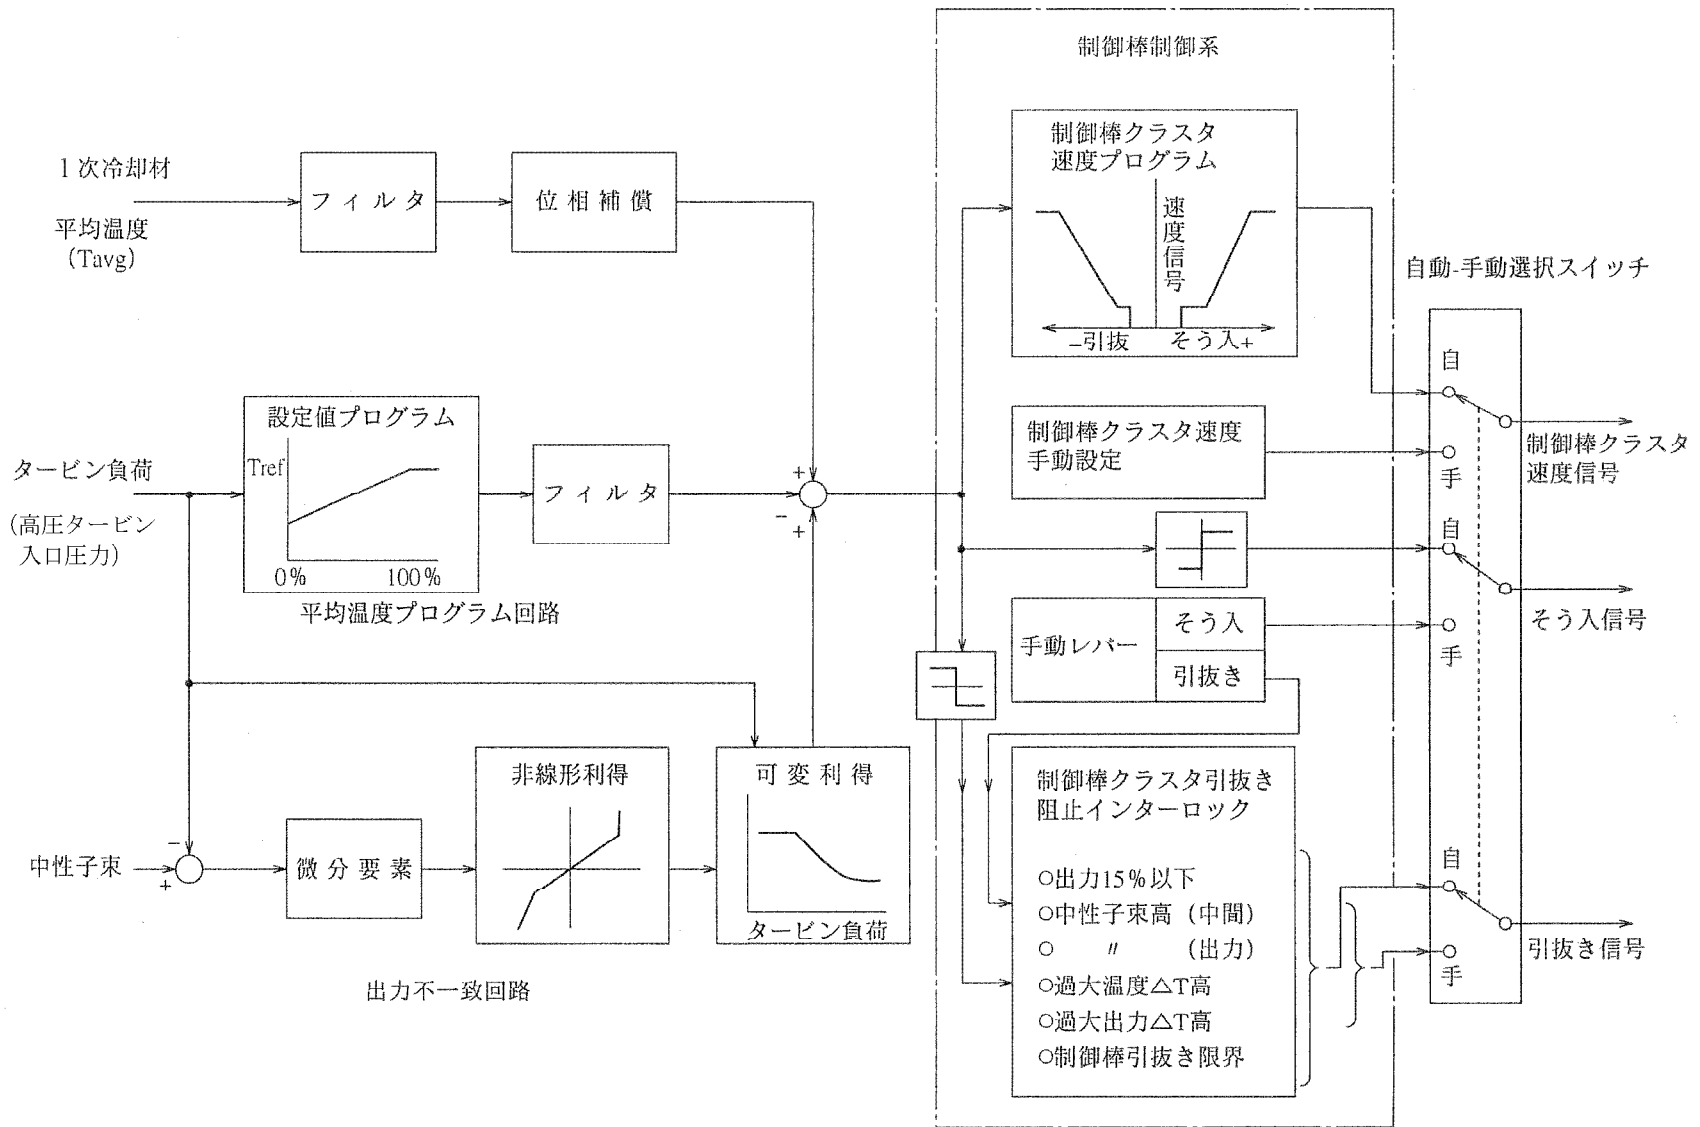 制御棒制御系
1次冷却材
平均温度
(Tavg)
フィルタ
位相補償
制御棒クラスタ
速度プログラム
速度信号
−引抜
そう入+
自動-手動選択スイッチ
タービン負荷
(高圧タービン
入口圧力)
設定値プログラム
Tref
0%
100%
平均温度プログラム回路
フィルタ
+
−
+
制御棒クラスタ速度
手動設定
自
手
制御棒クラスタ
速度信号
手動レバー
そう入
引抜き
自
手
そう入信号
中性子束
−
+
微分要素
非線形利得
可変利得
タービン負荷
出力不一致回路
制御棒クラスタ引抜き
阻止インターロック
○出力15%以下
○中性子束高(中間)
○ 〃 (出力)
○過大温度△T高
○過大出力△T高
○制御棒引抜き限界
自
手
引抜き信号